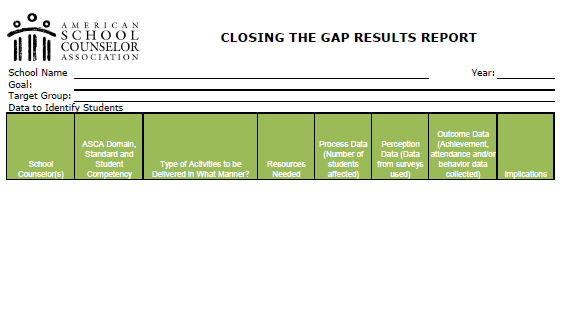 AMERICAN
SCHOOL
COUNSELOR
ASSOCIATION
CLOSING THE GAP RESULTS REPORT
School Name
Year:
Goal:
Target Group:
Data to Identify Students
School
Counselor(s)
ASCA Domain,
Standard and
Student
Competency
Type of Activities to be
Delivered in What Manner?
Resources
Needed
Process Data
(Number of
students
affected)
Perception
Data (Data
from surveys
used)
Outcome Data
(Achievement,
attendance and/or
behavior data
collected)
Implications